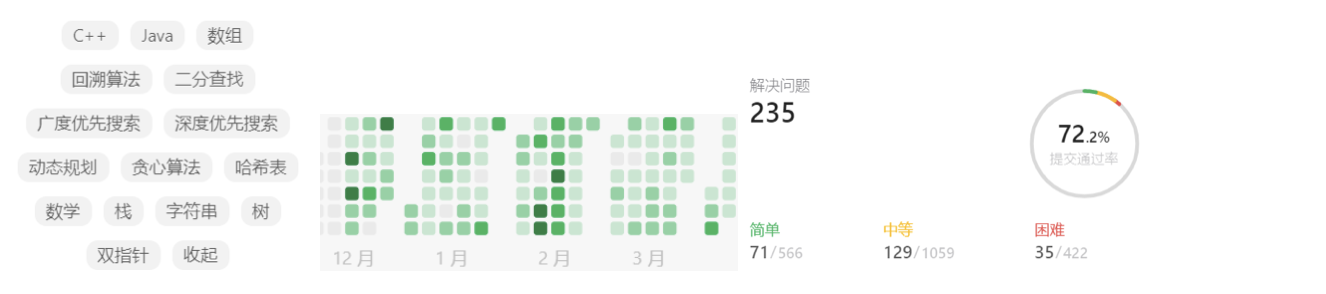 C++ Java 数组
回溯算法 二分查找
广度优先搜索 深度优先搜索
动态规划 贪心算法 哈希表
数学 栈 字符串 树
双指针 收起
12 月 1 月 2 月 3 月
解决问题
235
72.2%
提交通过率
简单 中等 困难
71/566 129/1059 35/422